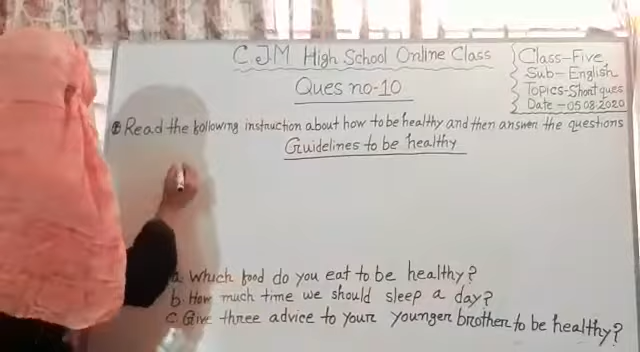 CJM High School Online Class
Class-Five
Sub-English
Topics-Short ques
Date-05.08.2020
Ques no-10
Read the following instruction about how to be healthy and then answer the questions
Guidelines to be healthy
a. Which food do you eat to be healthy?
b. How much time we should sleep a day?
c. Give three advice to your younger brother to be healthy?